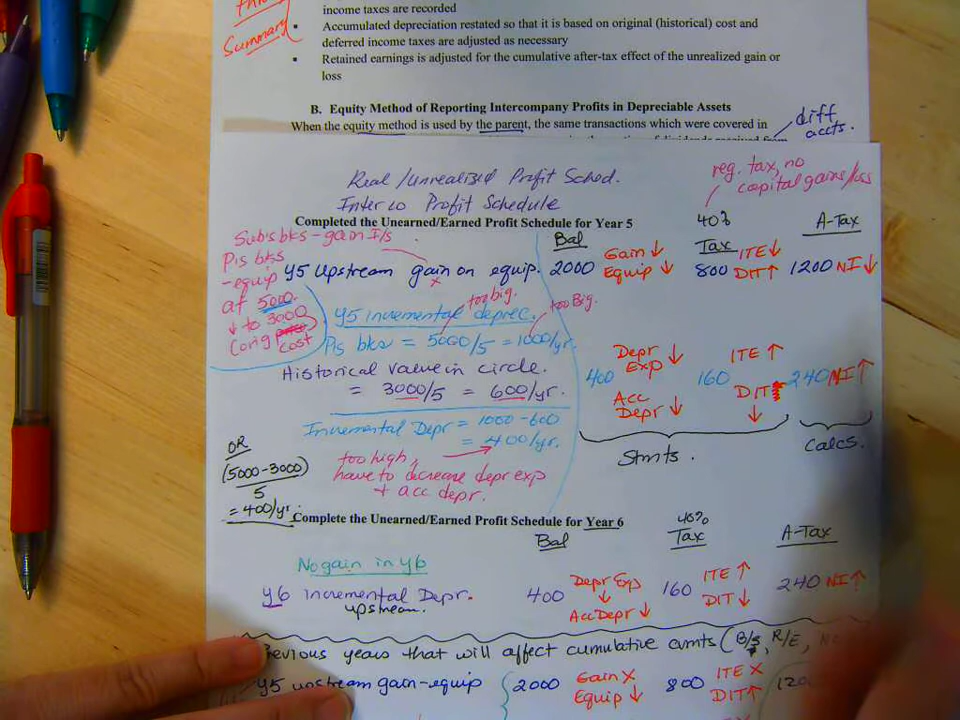 this
Summary
income taxes are recorded
• Accumulated depreciation restated so that it is based on original (historical) cost and
deferred income taxes are adjusted as necessary
• Retained earnings is adjusted for the cumulative after-tax effect of the unrealized gain or
loss
B. Equity Method of Reporting Intercompany Profits in Depreciable Assets
When the equity method is used by the parent, the same transactions which were covered in
diff
accts.
Real/Unrealized Profit Sched.
Inter co Profit Schedule
reg. tax, no
capital gains/loss
Completed the Unearned/Earned Profit Schedule for Year 5
Bal
40%
Tax
A-Tax
Sub's bks - gain I/s
P's bks
- equip
at 5000.
↓ to 3000
Cost
Y5 Upstream gain on equip. 2000 Gain ↓ 800 ITE ↓ 1200 NI ↓
Equip ↓ DIT ↑
too big.
too Big.
Y5 incremental deprec.
P's bks = 5000/5 = 1000/yr.
Historical value in circle.
= 3000/5 = 600/yr.
400 Depr Exp ↓ 160 ITE ↑ 240 NI ↑
Acc Depr ↓ DIT ↓
Incremental Depr = 1000 - 600
= 400/yr.
Stmts.
Calcs.
too high,
have to decrease depr exp
+ acc depr.
OR
(5000-3000)
5
= 400/yr.
Complete the Unearned/Earned Profit Schedule for Year 6
Bal
40%
Tax
A-Tax
No gain in y6
Y6 incremental Depr. 400 Depr Exp ↓ 160 ITE ↑ 240 NI ↑
upstream. Acc Depr ↓ DIT ↓
Previous years that will affect cumulative amts (B/S, R/E,
Y5 upstream gain-equip 2000 Gain X 800 ITE X
Equip ↓ DIT ↑